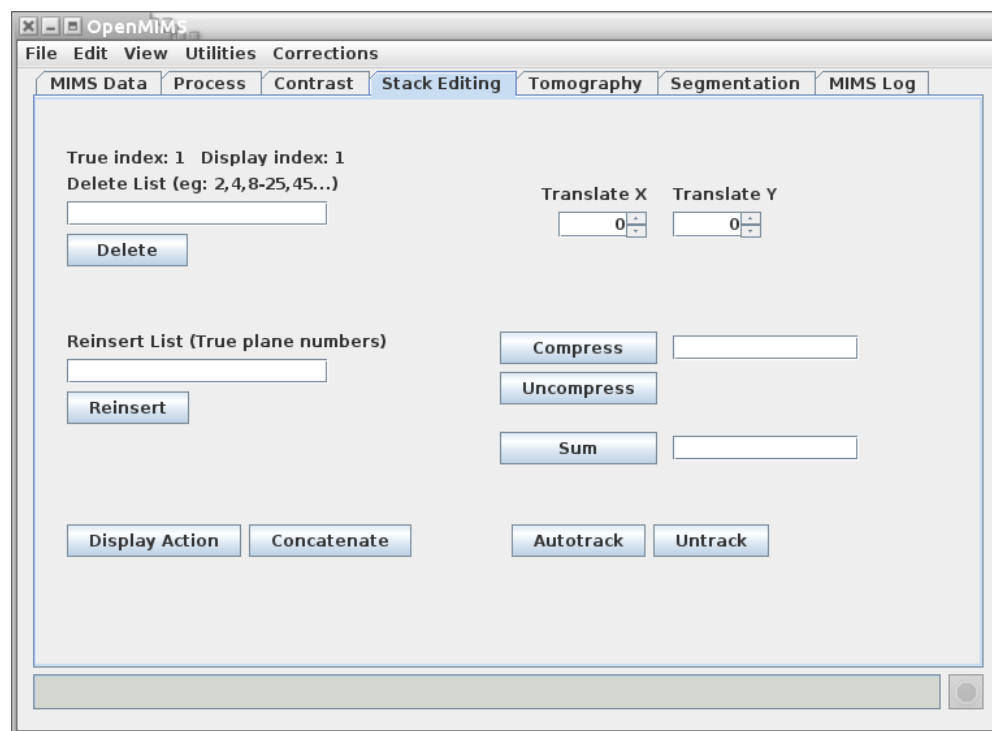 OpenMIMS
File Edit View Utilities Corrections
MIMS Data Process Contrast Stack Editing Tomography Segmentation MIMS Log
True index: 1 Display index: 1
Delete List (eg: 2,4,8-25,45...)
Translate X Translate Y
0 0
Delete
Reinsert List (True plane numbers)
Compress
Uncompress
Reinsert
Sum
Display Action Concatenate Autotrack Untrack